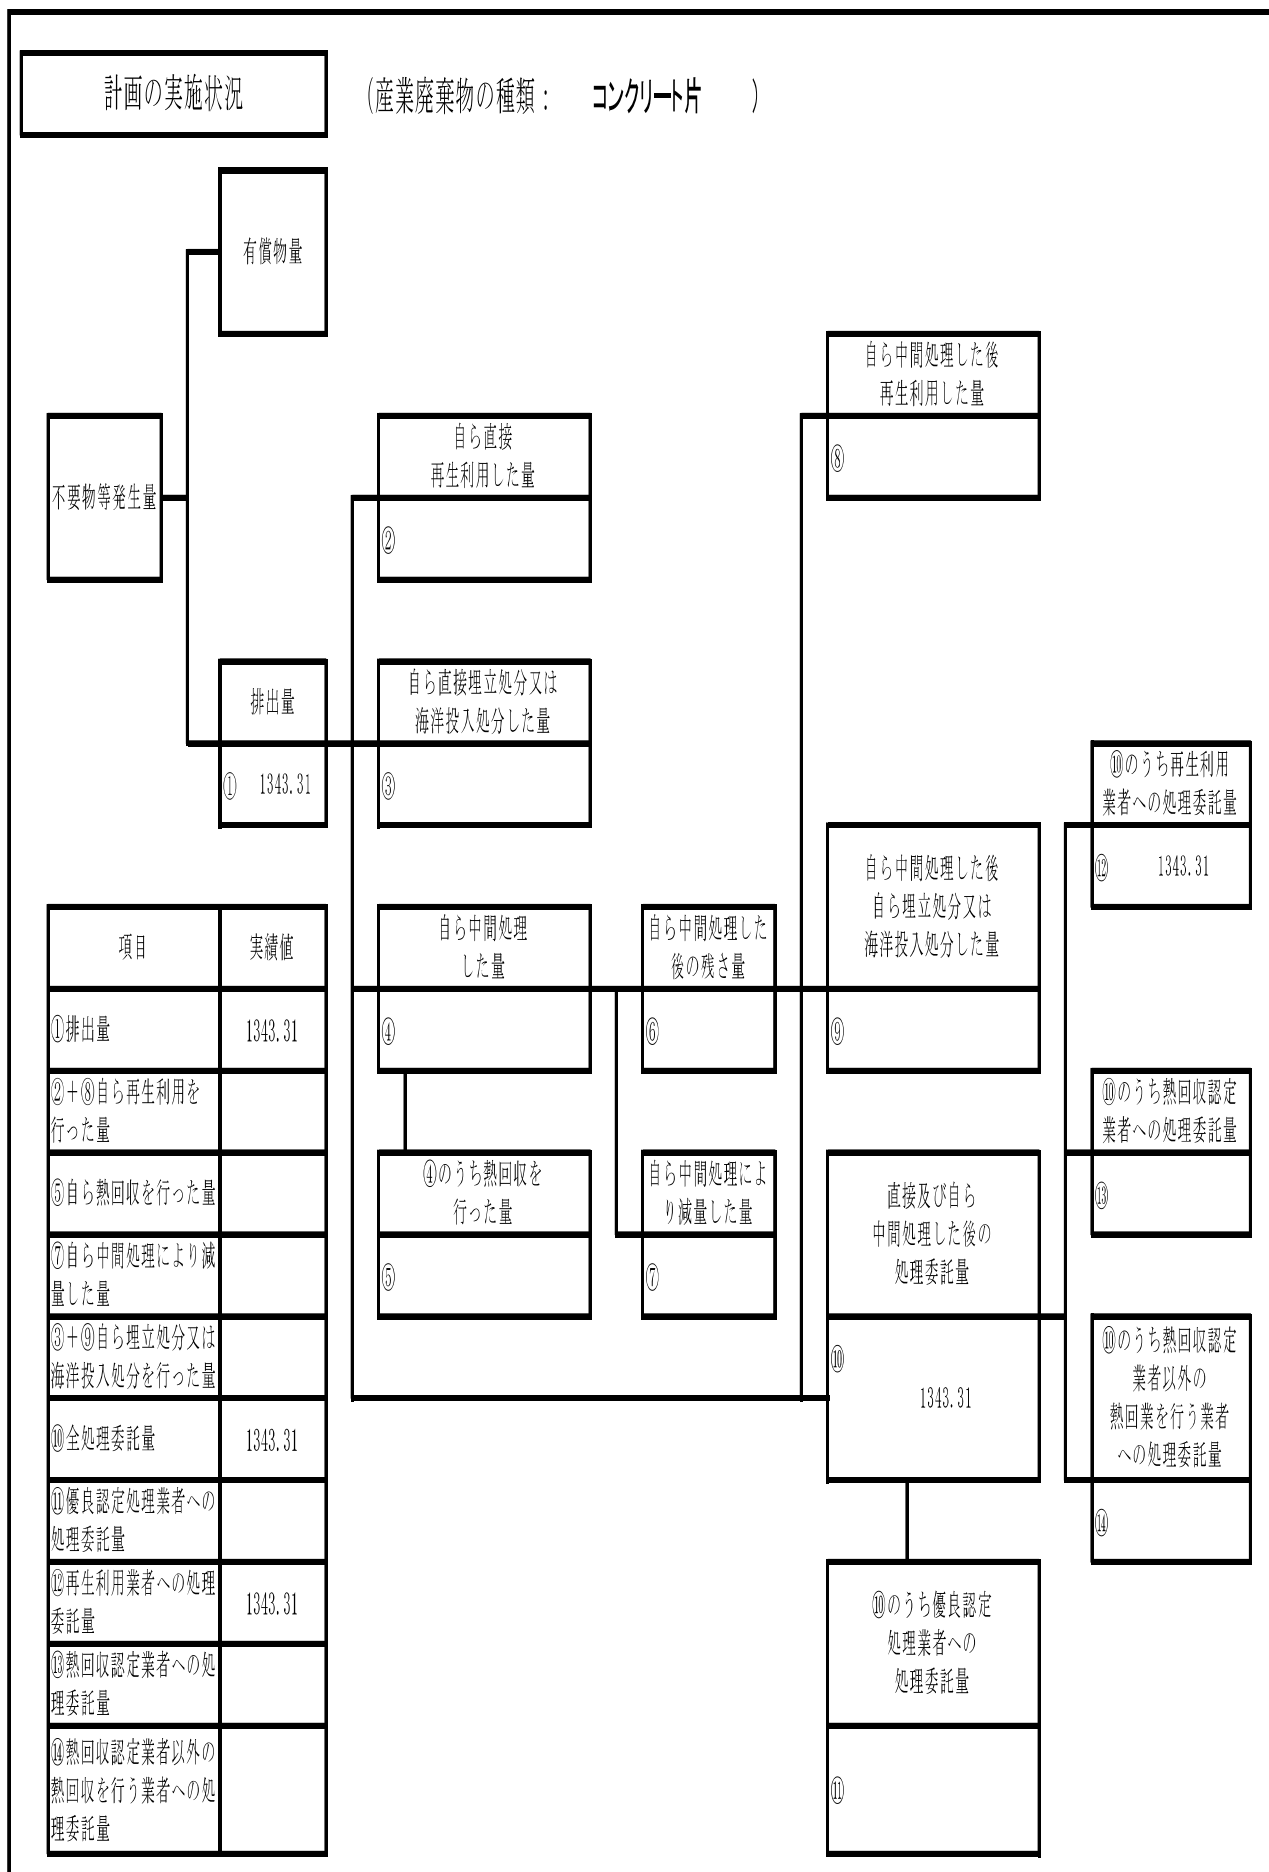 計画の実施状況
(産業廃棄物の種類： コンクリート片 )
有償物量
自ら中間処理した後
再生利用した量
⑧
自ら直接
再生利用した量
②
不要物等発生量
排出量
① 1343.31
自ら直接埋立処分又は
海洋投入処分した量
③
⑩のうち再生利用
業者への処理委託量
⑫ 1343.31
自ら中間処理した後
自ら埋立処分又は
海洋投入処分した量
⑨
自ら中間処理
した量
④
自ら中間処理した
後の残さ量
⑥
⑩のうち熱回収認定
業者への処理委託量
⑬
④のうち熱回収を
行った量
⑤
自ら中間処理によ
り減量した量
⑦
直接及び自ら
中間処理した後の
処理委託量
⑩
1343.31
⑩のうち熱回収認定
業者以外の
熱回業を行う業者
への処理委託量
⑭
⑩のうち優良認定
処理業者への
処理委託量
⑪
項目 実績値
①排出量 1343.31
②＋⑧自ら再生利用を
行った量
⑤自ら熱回収を行った量
⑦自ら中間処理により減
量した量
③＋⑨自ら埋立処分又は
海洋投入処分を行った量
⑩全処理委託量 1343.31
⑪優良認定処理業者への
処理委託量
⑫再生利用業者への処理
委託量 1343.31
⑬熱回収認定業者への処
理委託量
⑭熱回収認定業者以外の
熱回収を行う業者への処
理委託量